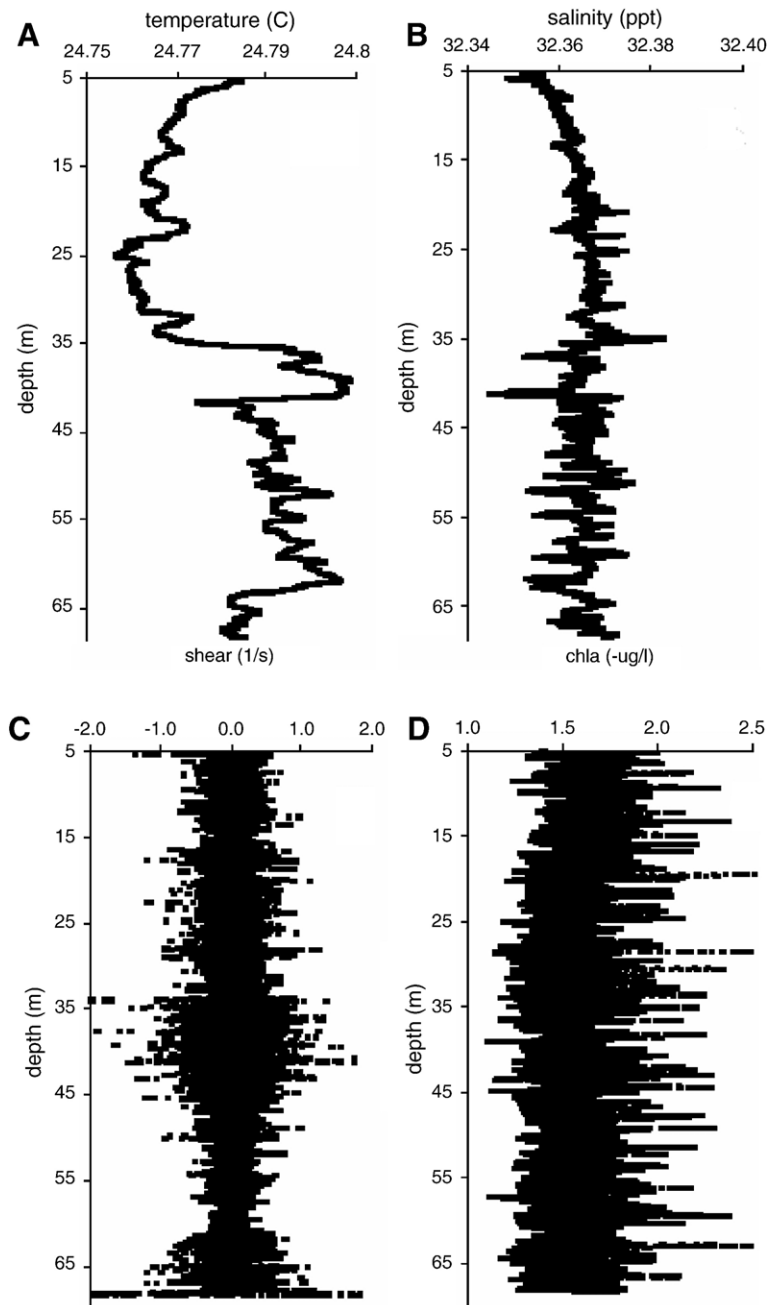 A
temperature (C)
24.75 24.77 24.79 24.8
5
15
25
35
45
55
65
depth (m)
shear (1/s)
B
salinity (ppt)
32.34 32.36 32.38 32.40
5
15
25
35
45
55
65
depth (m)
chla (-ug/l)
C
-2.0 -1.0 0.0 1.0 2.0
5
15
25
35
45
55
65
depth (m)
D
1.0 1.5 2.0 2.5
5
15
25
35
45
55
65
depth (m)